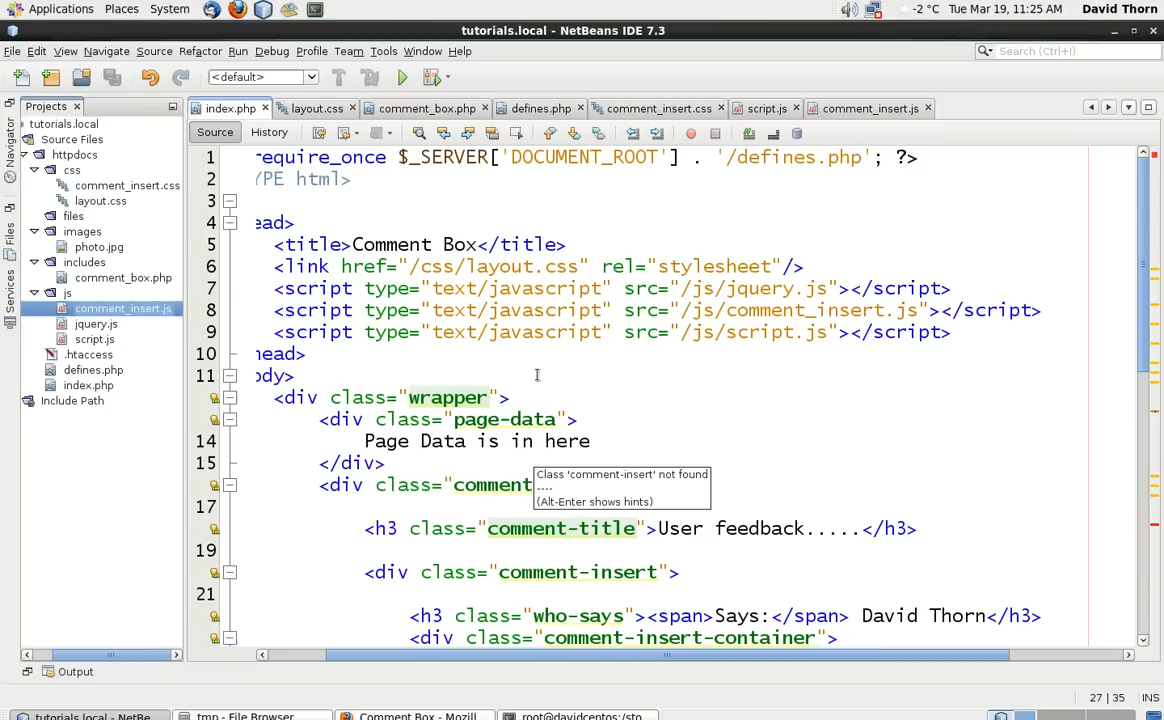 Applications Places System -2 °C Tue Mar 19, 11:25 AM David Thorn
tutorials.local - NetBeans IDE 7.3
File Edit View Navigate Source Refactor Run Debug Profile Team Tools Window Help Search (Ctrl+I)
<default>
Projects index.php layout.css comment_box.php defines.php comment_insert.css script.js comment_insert.js
Source History
Navigator
Files
Services
tutorials.local
Source Files
httpdocs
css
comment_insert.css
layout.css
files
images
photo.jpg
includes
comment_box.php
js
comment_insert.js
jquery.js
script.js
.htaccess
defines.php
index.php
Include Path
1 require_once $_SERVER['DOCUMENT_ROOT'] . '/defines.php'; ?>
2 YPE html>
3
4 ead>
5 <title>Comment Box</title>
6 <link href="/css/layout.css" rel="stylesheet"/>
7 <script type="text/javascript" src="/js/jquery.js"></script>
8 <script type="text/javascript" src="/js/comment_insert.js"></script>
9 <script type="text/javascript" src="/js/script.js"></script>
10 head>
11 body>
<div class="wrapper">
<div class="page-data">
14 Page Data is in here
15 </div>
<div class="comment
Class 'comment-insert' not found
----
(Alt-Enter shows hints)
17
<h3 class="comment-title">User feedback.....</h3>
19
<div class="comment-insert">
21
<h3 class="who-says"><span>Says:</span> David Thorn</h3>
<div class="comment-insert-container">
Output
27 | 35 INS
tutorials.local - NetBe... tmp - File Browser Comment Box - Mozill... root@davidcentos:/sto...